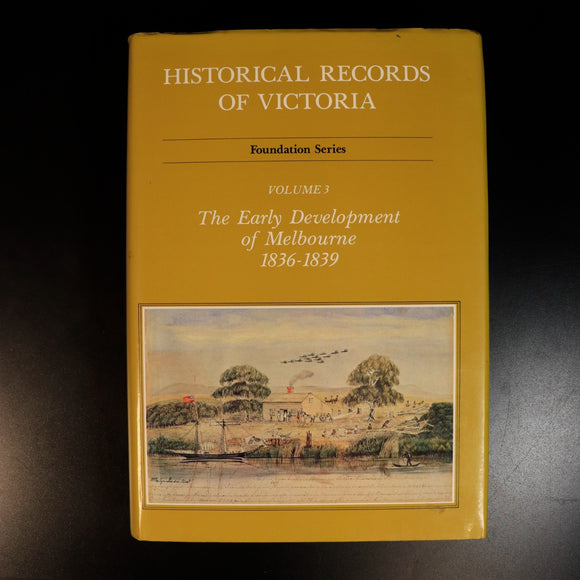 HISTORICAL RECORDS
OF VICTORIA
Foundation Series
VOLUME 3
The Early Development
of Melbourne
1836-1839